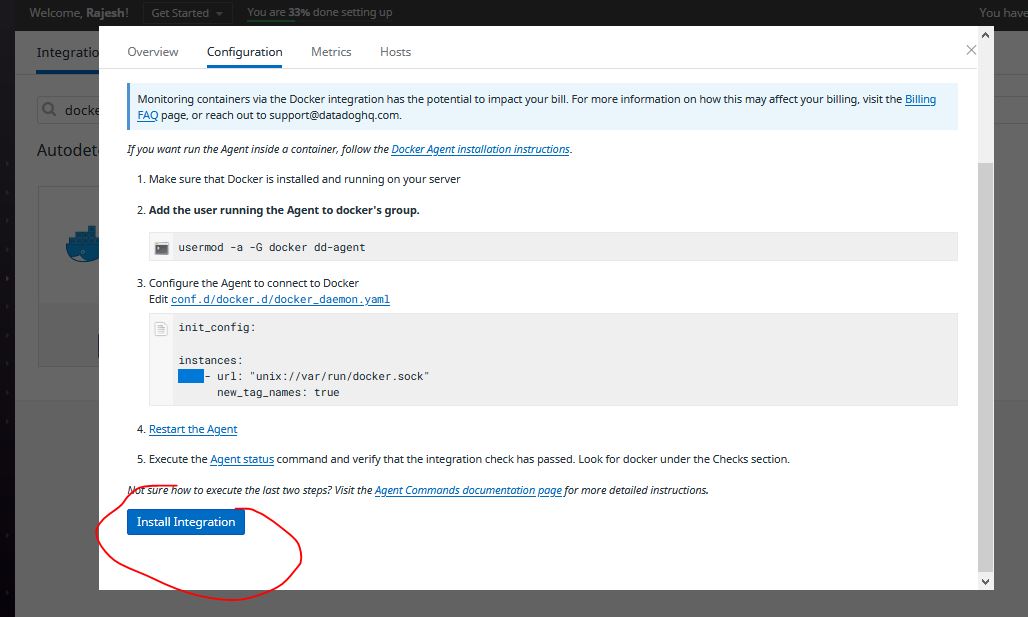 Welcome, Rajesh!
Get Started
You are 33% done setting up
You have
Integratio
Overview
Configuration
Metrics
Hosts
docke
Autodete
Monitoring containers via the Docker integration has the potential to impact your bill. For more information on how this may affect your billing, visit the Billing
FAQ page, or reach out to support@datadoghq.com.
If you want run the Agent inside a container, follow the Docker Agent installation instructions.
1. Make sure that Docker is installed and running on your server
2. Add the user running the Agent to docker's group.
usermod -a -G docker dd-agent
3. Configure the Agent to connect to Docker
Edit conf.d/docker.d/docker_daemon.yaml
init_config:
instances:
- url: "unix://var/run/docker.sock"
new_tag_names: true
4. Restart the Agent
5. Execute the Agent status command and verify that the integration check has passed. Look for docker under the Checks section.
Not sure how to execute the last two steps? Visit the Agent Commands documentation page for more detailed instructions.
Install Integration